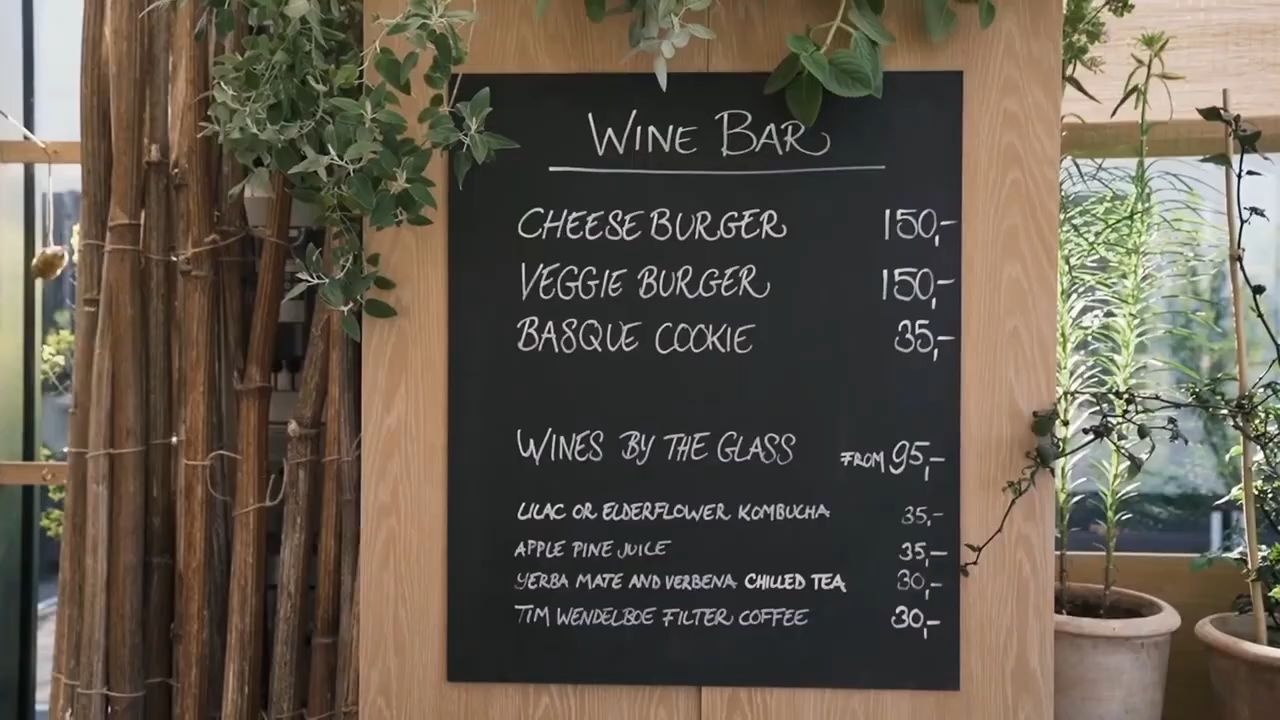 WINE BAR
CHEESE BURGER 150,-
VEGGIE BURGER 150,-
BASQUE COOKIE 35,-
WINES BY THE GLASS FROM 95,-
LILAC OR ELDERFLOWER KOMBUCHA 35,-
APPLE PINE JUICE 35,-
YERBA MATE AND VERBENA CHILLED TEA 30,-
TIM WENDELBOE FILTER COFFEE 30,-